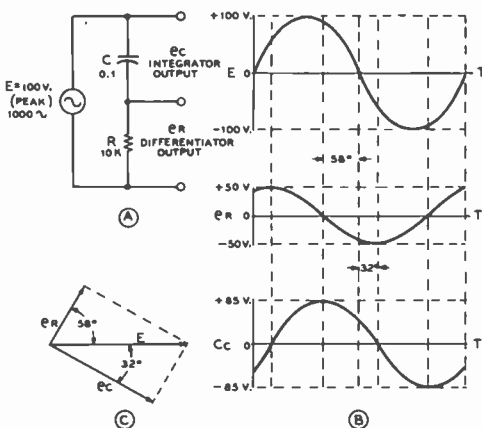 eC
INTEGRATOR
OUTPUT
C
0.1
E=100V.
(PEAK)
1000~
eR
DIFFERENTIATOR
OUTPUT
R
10K
A
+100 V.
E 0 T
-100 V.
58°
+50 V.
eR 0 T
-50 V.
32°
+85 V.
Cc 0 T
-85 V.
B
eR
58°
E
32°
eC
C